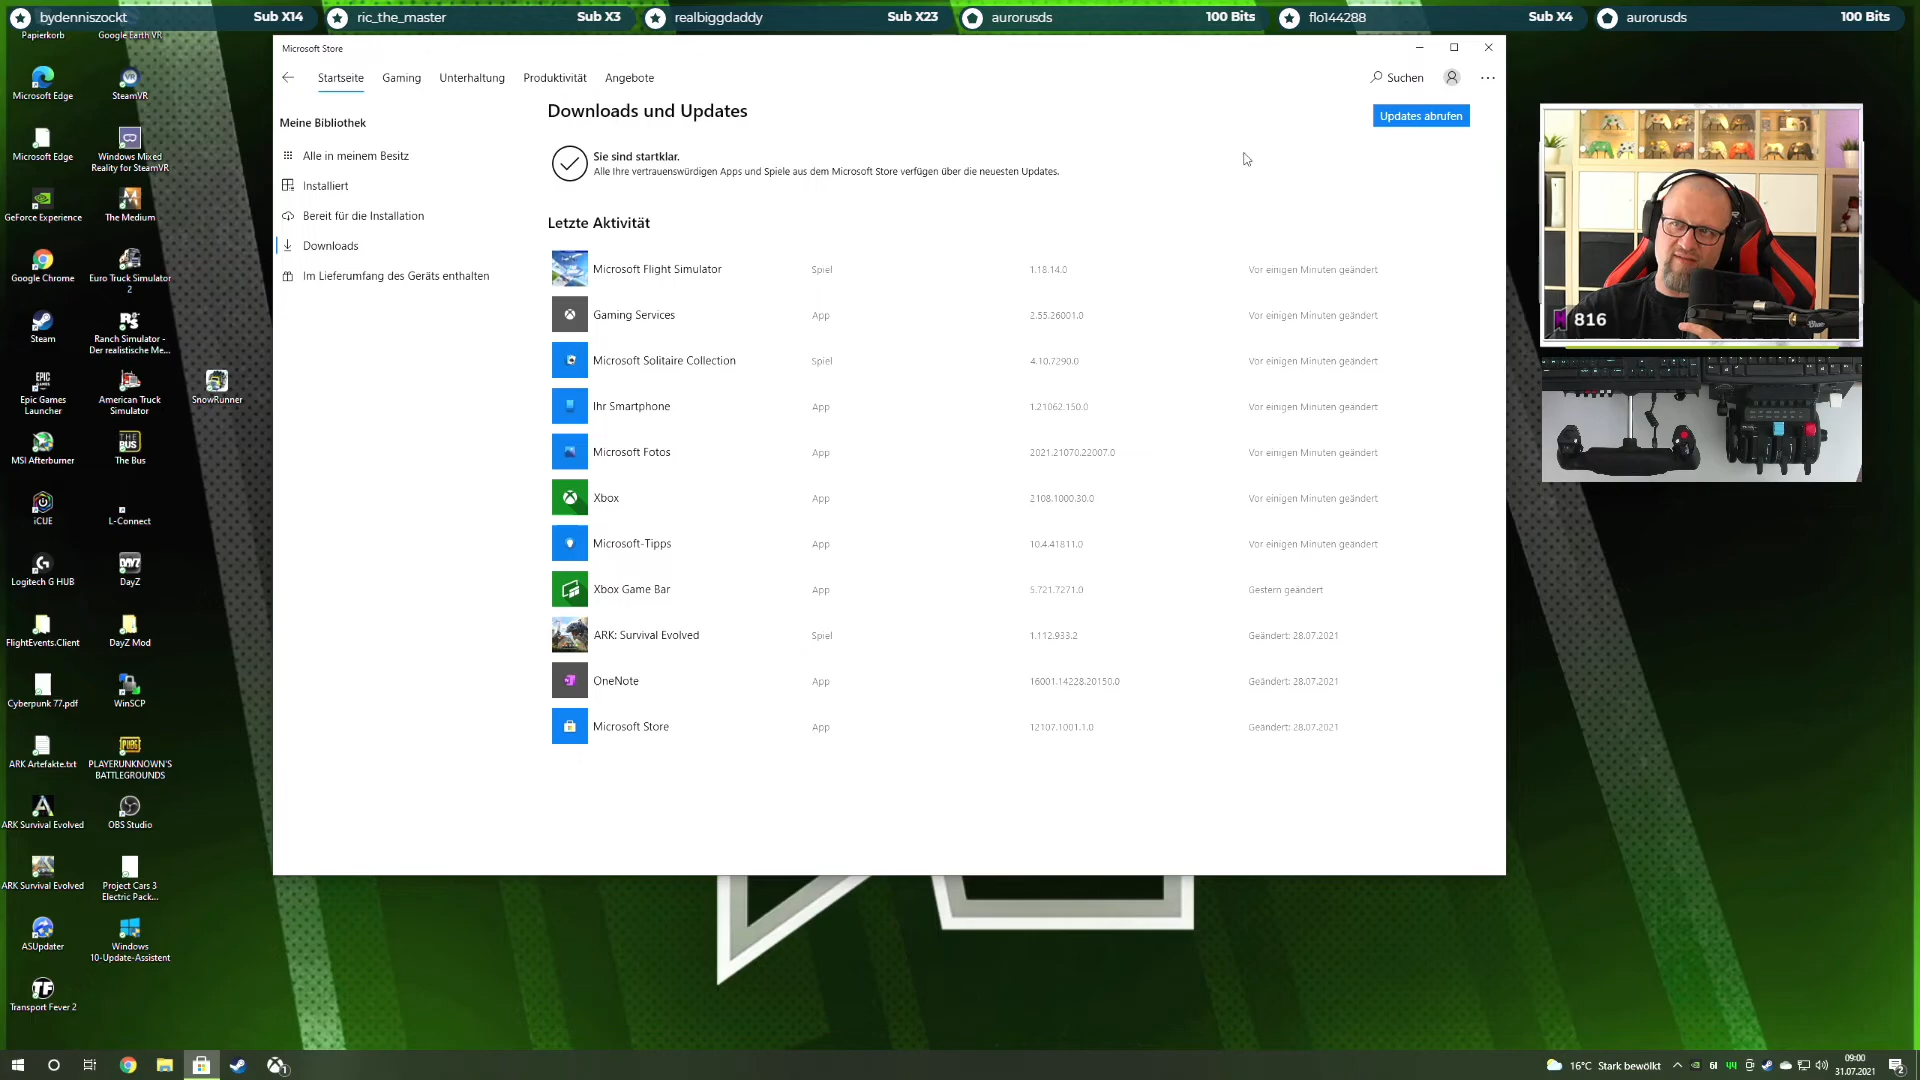 bydenniszockt Sub X14
ric_the_master Sub X3
realbiggdaddy Sub X23
aurorusds 100 Bits
flo144288 Sub X4
aurorusds 100 Bits
Papierkorb
Google Earth VR
Microsoft Edge
SteamVR
Microsoft Edge
Windows Mixed
Reality for SteamVR
GeForce Experience
The Medium
Google Chrome
Euro Truck Simulator
2
Steam
Ranch Simulator -
Der realistische Me...
Epic Games
Launcher
American Truck
Simulator
SnowRunner
MSI Afterburner
The Bus
iCUE
L-Connect
Logitech G HUB
DayZ
FlightEvents.Client
DayZ Mod
Cyberpunk 77.pdf
WinSCP
ARK Artefakte.txt
PLAYERUNKNOWN'S
BATTLEGROUNDS
ARK Survival Evolved
OBS Studio
ARK Survival Evolved
Project Cars 3
Electric Pack...
ASUpdater
Windows
10-Update-Assistent
Transport Fever 2
Microsoft Store
Startseite Gaming Unterhaltung Produktivität Angebote
Suchen
Meine Bibliothek
Alle in meinem Besitz
Installiert
Bereit für die Installation
Downloads
Im Lieferumfang des Geräts enthalten
Downloads und Updates
Updates abrufen
Sie sind startklar.
Alle Ihre vertrauenswürdigen Apps und Spiele aus dem Microsoft Store verfügen über die neuesten Updates.
Letzte Aktivität
Microsoft Flight Simulator Spiel 1.18.14.0 Vor einigen Minuten geändert
Gaming Services App 2.55.26001.0 Vor einigen Minuten geändert
Microsoft Solitaire Collection Spiel 4.10.7290.0 Vor einigen Minuten geändert
Ihr Smartphone App 1.21062.150.0 Vor einigen Minuten geändert
Microsoft Fotos App 2021.21070.22007.0 Vor einigen Minuten geändert
Xbox App 2108.1000.30.0 Vor einigen Minuten geändert
Microsoft-Tipps App 10.4.41811.0 Vor einigen Minuten geändert
Xbox Game Bar App 5.721.7271.0 Gestern geändert
ARK: Survival Evolved Spiel 1.112.933.2 Geändert: 28.07.2021
OneNote App 16001.14228.20150.0 Geändert: 28.07.2021
Microsoft Store App 12107.1001.1.0 Geändert: 28.07.2021
816
16°C Stark bewölkt
61
44
09:00
31.07.2021